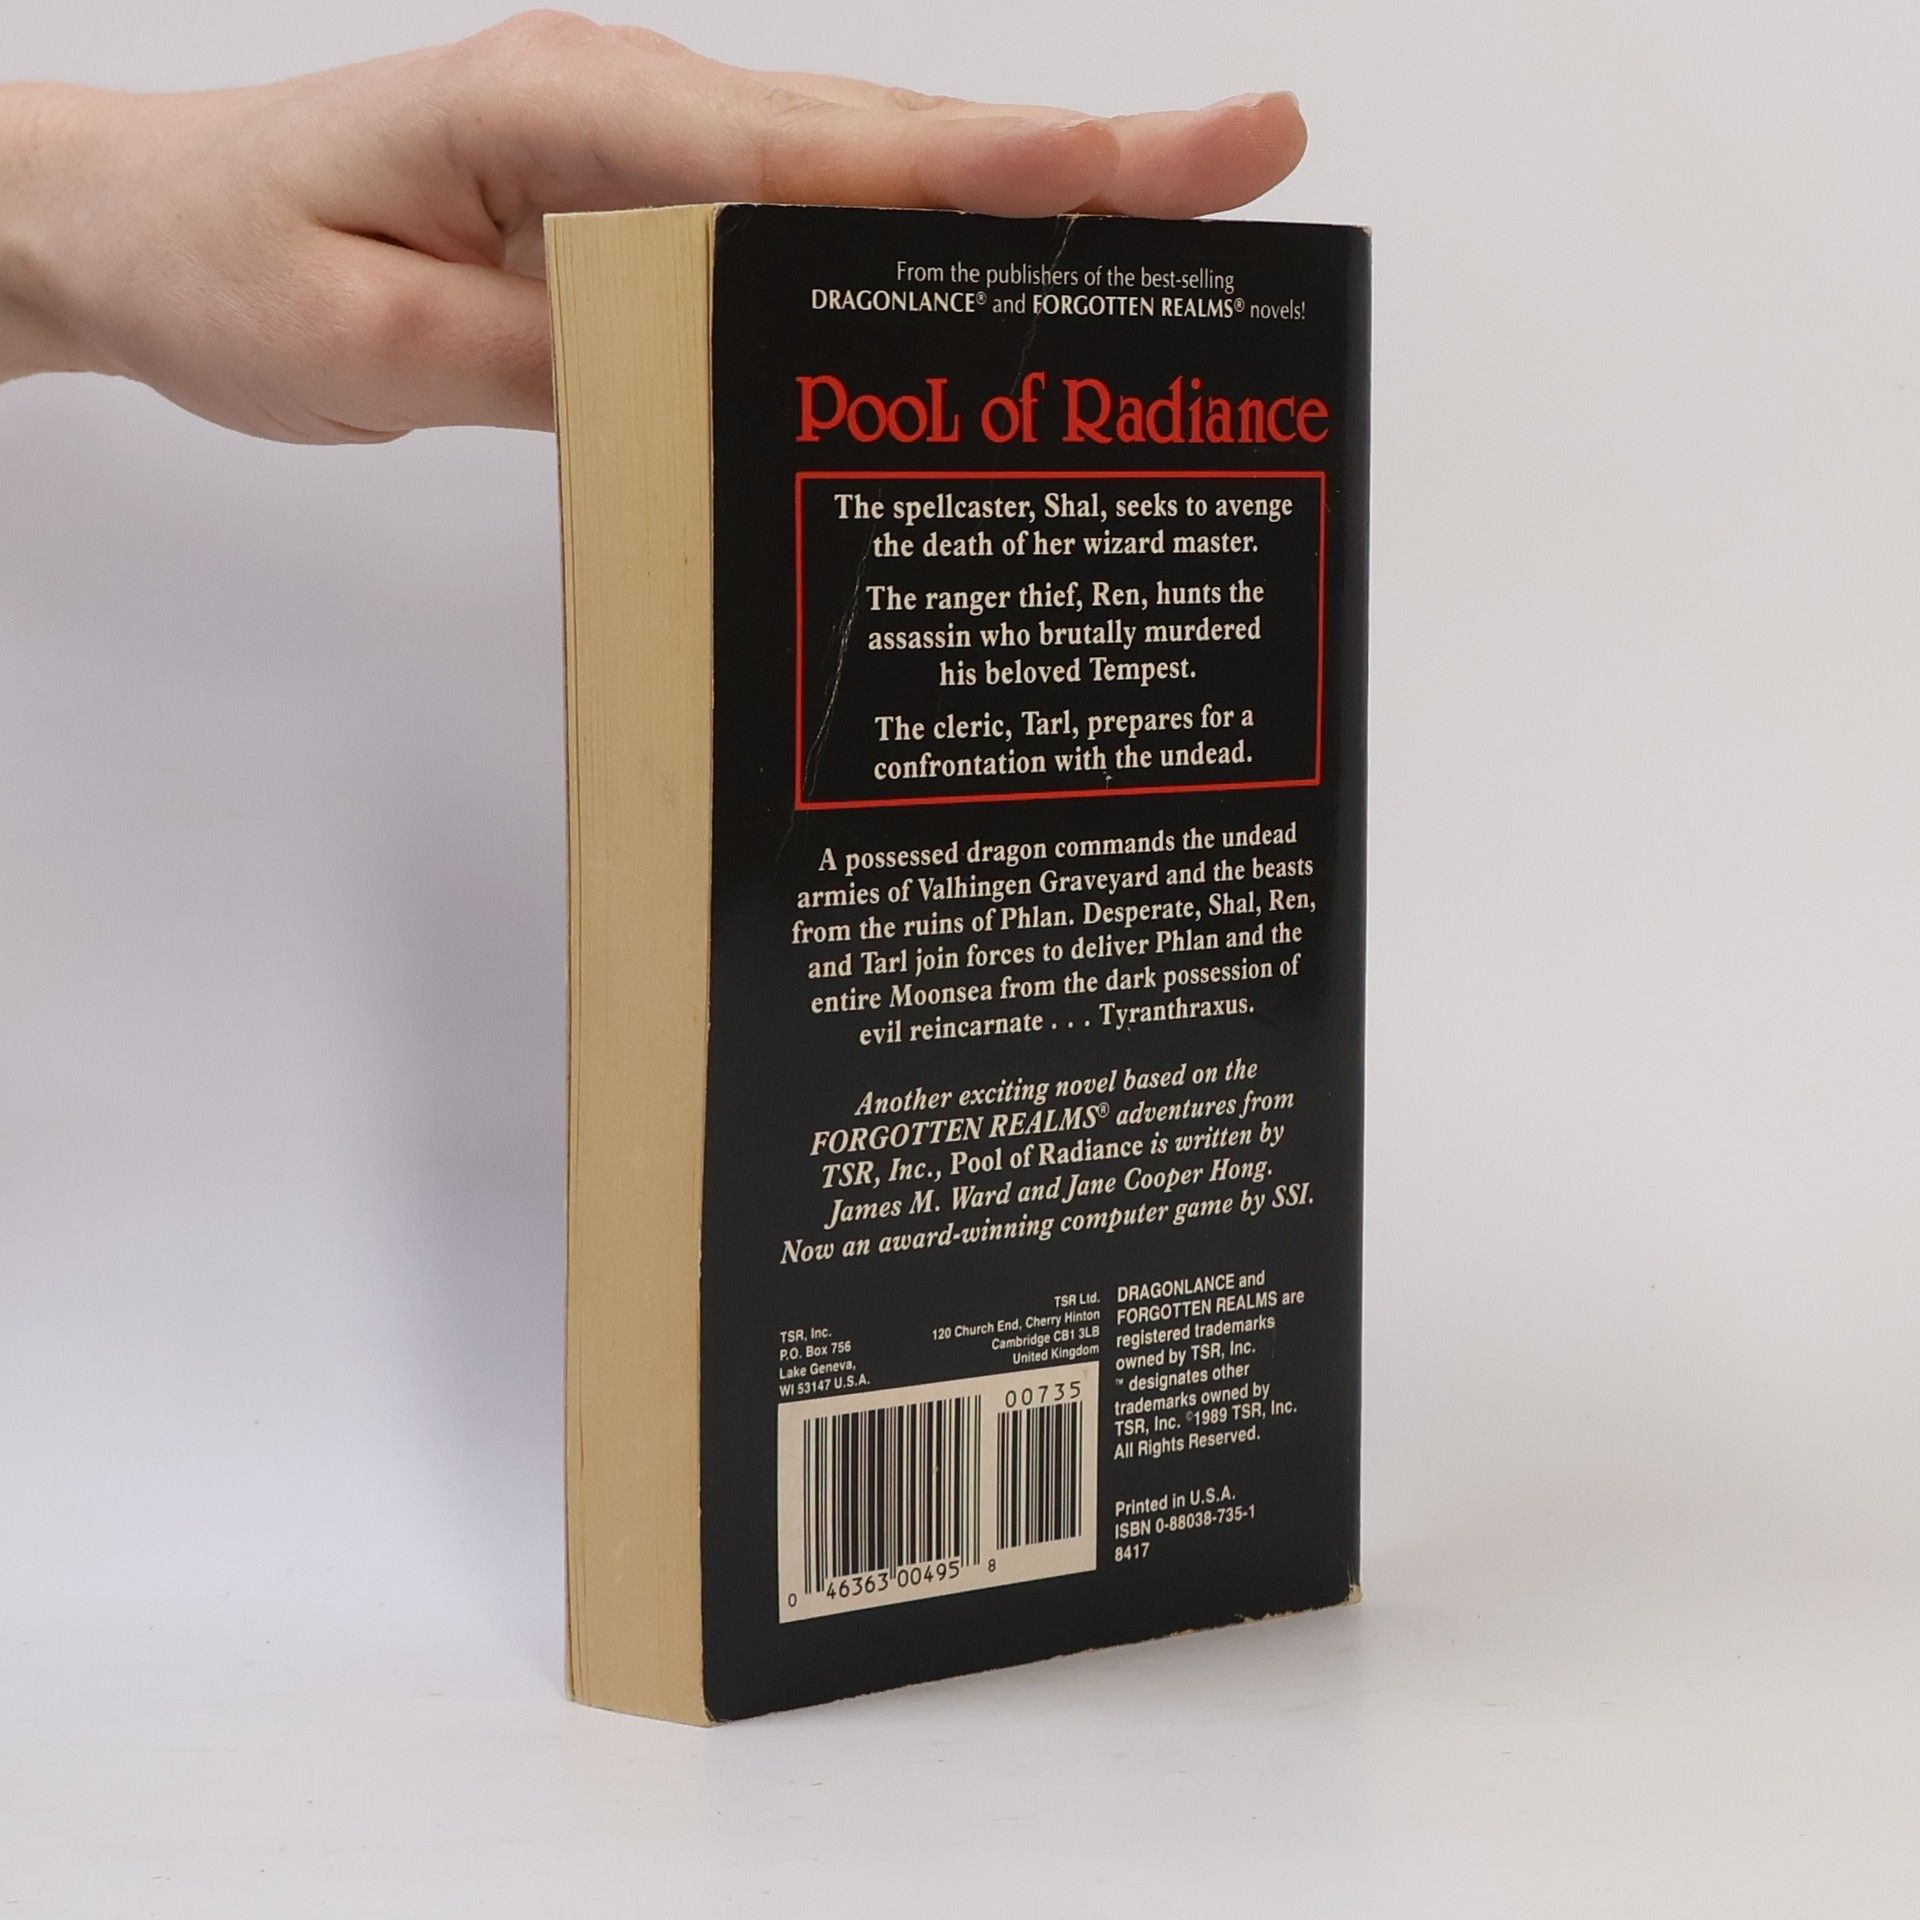 From the publishers of the best-selling
DRAGONLANCE® and FORGOTTEN REALMS® novels!
Pool of Radiance
The spellcaster, Shal, seeks to avenge
the death of her wizard master.
The ranger thief, Ren, hunts the
assassin who brutally murdered
his beloved Tempest.
The cleric, Tarl, prepares for a
confrontation with the undead.
A possessed dragon commands the undead
armies of Valhingen Graveyard and the beasts
from the ruins of Phlan. Desperate, Shal, Ren,
and Tarl join forces to deliver Phlan and the
entire Moonsea from the dark possession of
evil reincarnate . . . Tyranthraxus.
Another exciting novel based on the
FORGOTTEN REALMS® adventures from
TSR, Inc., Pool of Radiance is written by
James M. Ward and Jane Cooper Hong.
Now an award-winning computer game by SSI.
TSR, Inc.
P.O. Box 756
Lake Geneva,
WI 53147 U.S.A.
TSR Ltd.
120 Church End, Cherry Hinton
Cambridge CB1 3LB
United Kingdom
DRAGONLANCE and
FORGOTTEN REALMS are
registered trademarks
owned by TSR, Inc.
™ designates other
trademarks owned by
TSR, Inc. ©1989 TSR, Inc.
All Rights Reserved.
00735
0 46363 00495 8
Printed in U.S.A.
ISBN 0-88038-735-1
8417